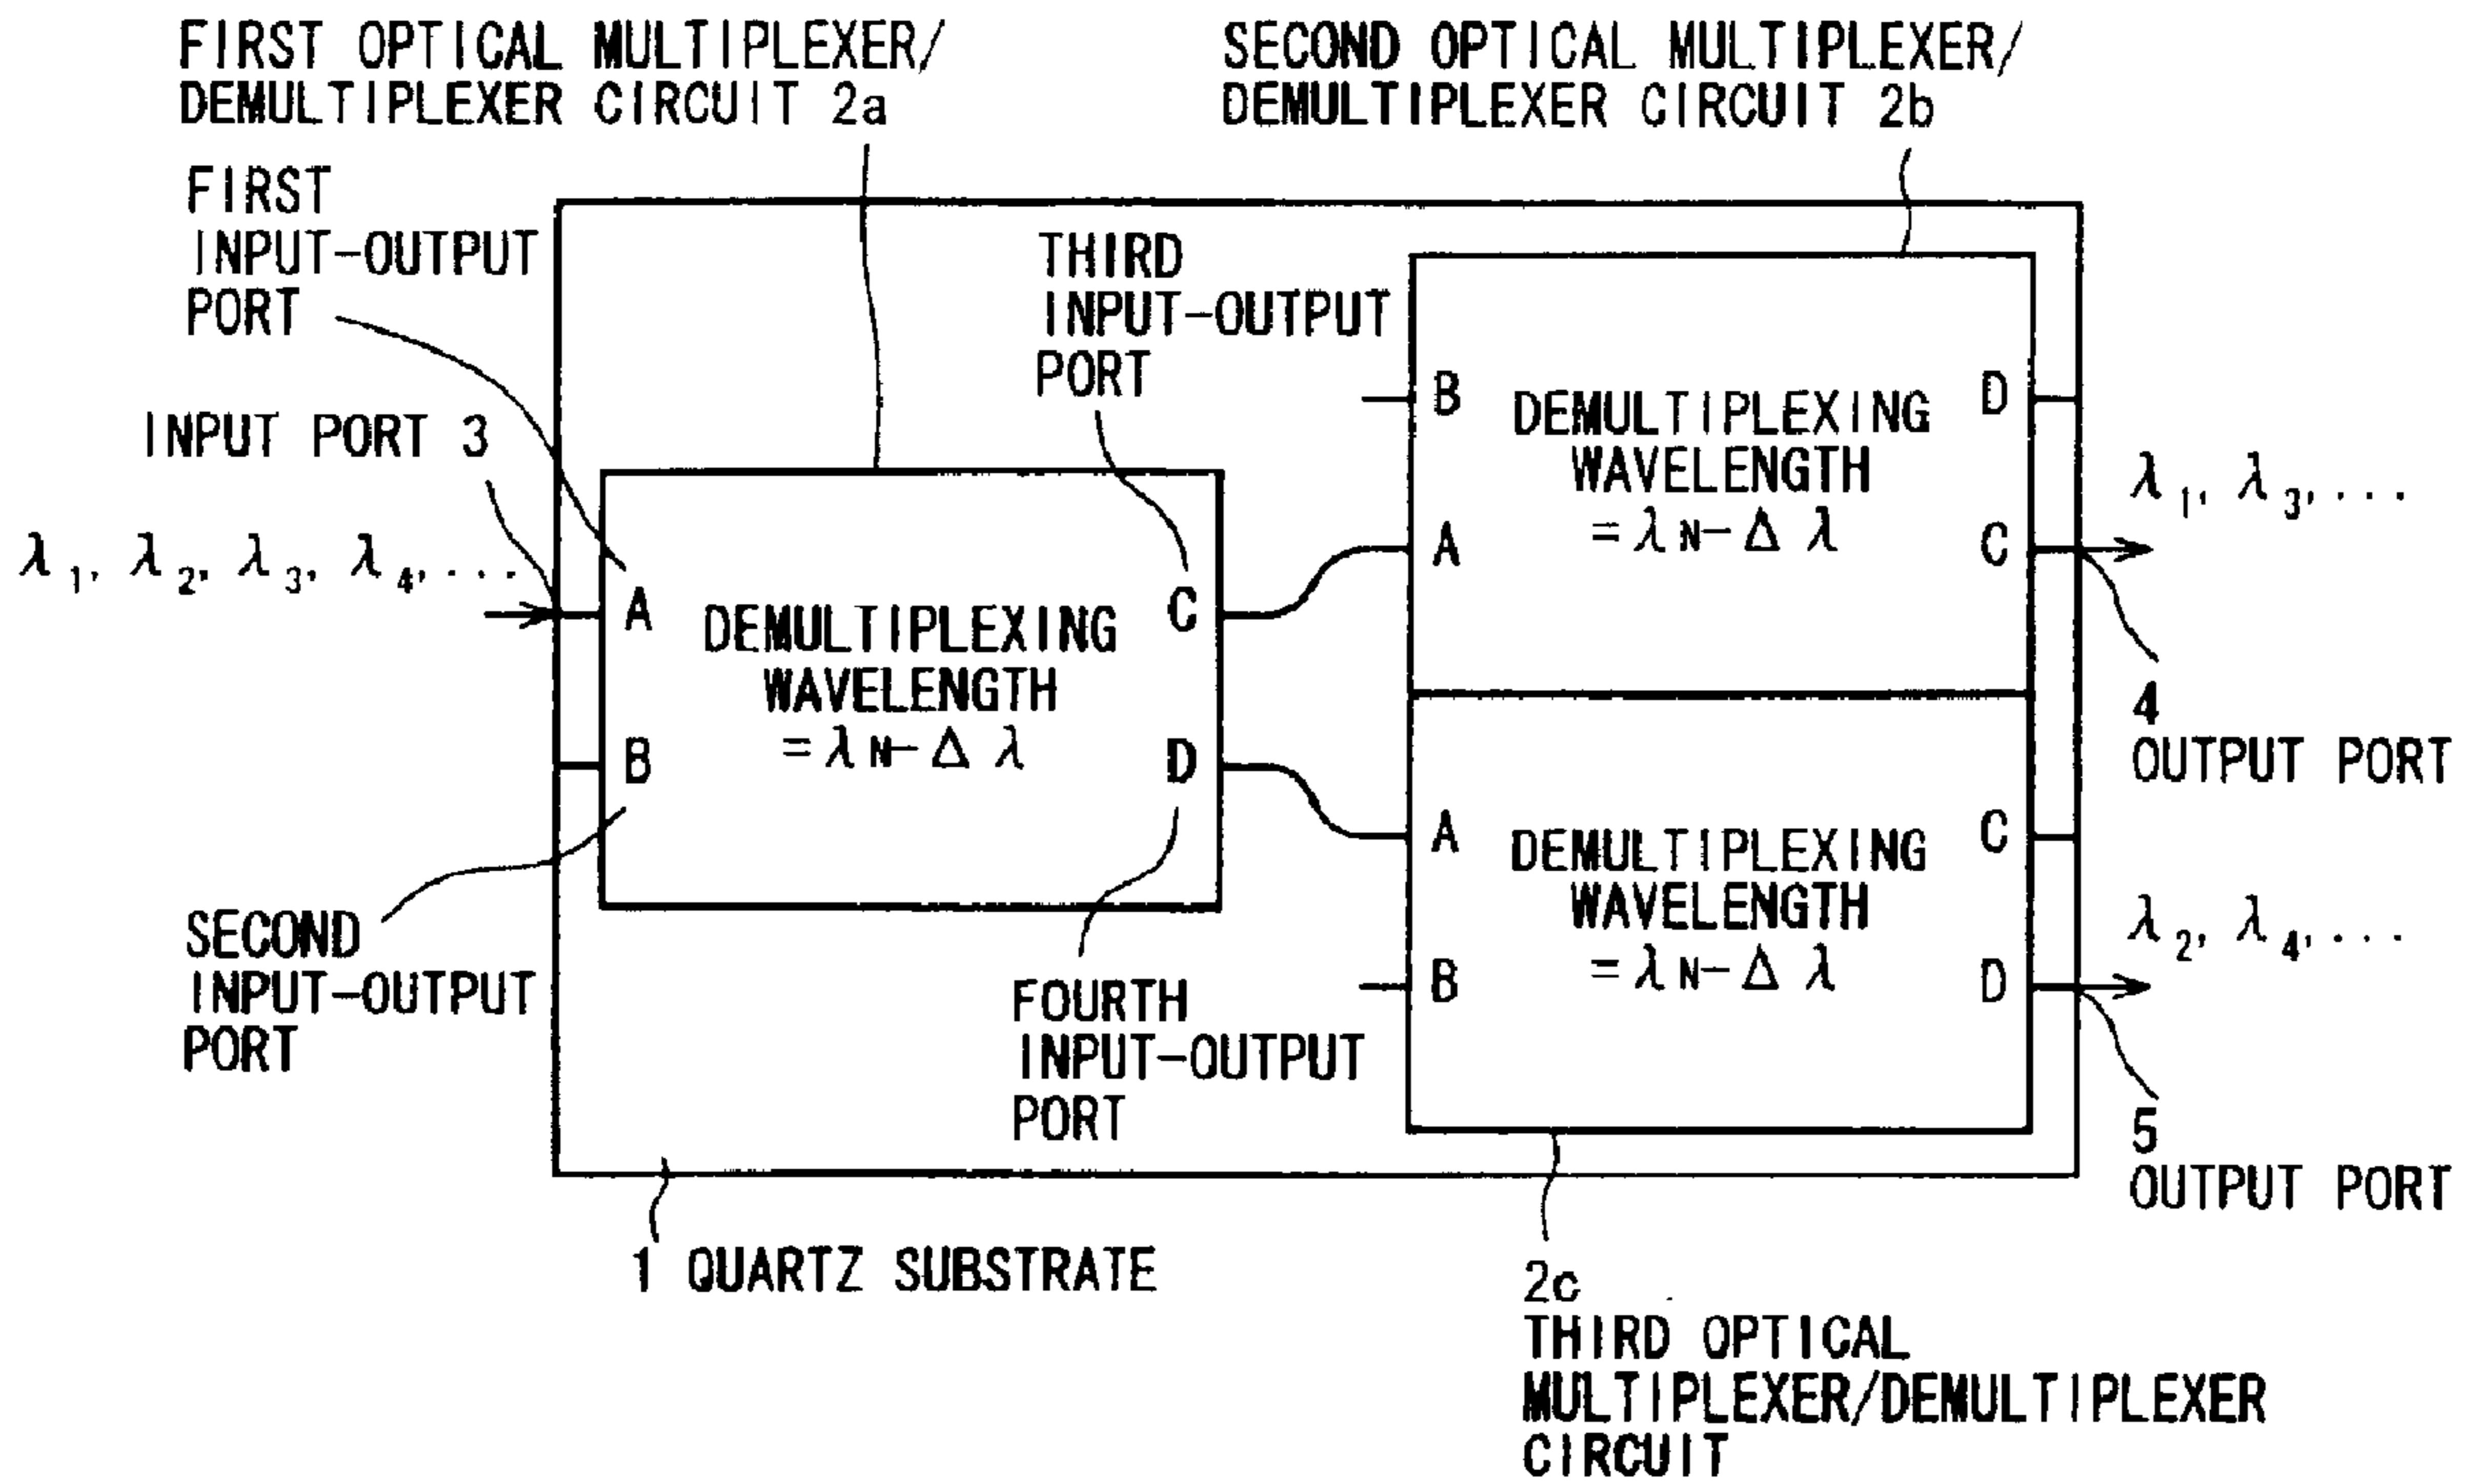 FIRST OPTICAL MULTIPLEXER/
DEMULTIPLEXER CIRCUIT 2a
SECOND OPTICAL MULTIPLEXER/
DEMULTIPLEXER CIRCUIT 2b
FIRST
INPUT-OUTPUT
PORT
THIRD
INPUT-OUTPUT
PORT
INPUT PORT 3
λ1, λ2, λ3, λ4, ...
A
B
C
D
DEMULTIPLEXING
WAVELENGTH
=λN-Δλ
B
A
D
C
DEMULTIPLEXING
WAVELENGTH
=λN-Δλ
λ1, λ3, ...
4
OUTPUT PORT
A
B
C
D
DEMULTIPLEXING
WAVELENGTH
=λN-Δλ
λ2, λ4, ...
5
OUTPUT PORT
SECOND
INPUT-OUTPUT
PORT
FOURTH
INPUT-OUTPUT
PORT
1 QUARTZ SUBSTRATE
2c
THIRD OPTICAL
MULTIPLEXER/DEMULTIPLEXER
CIRCUIT